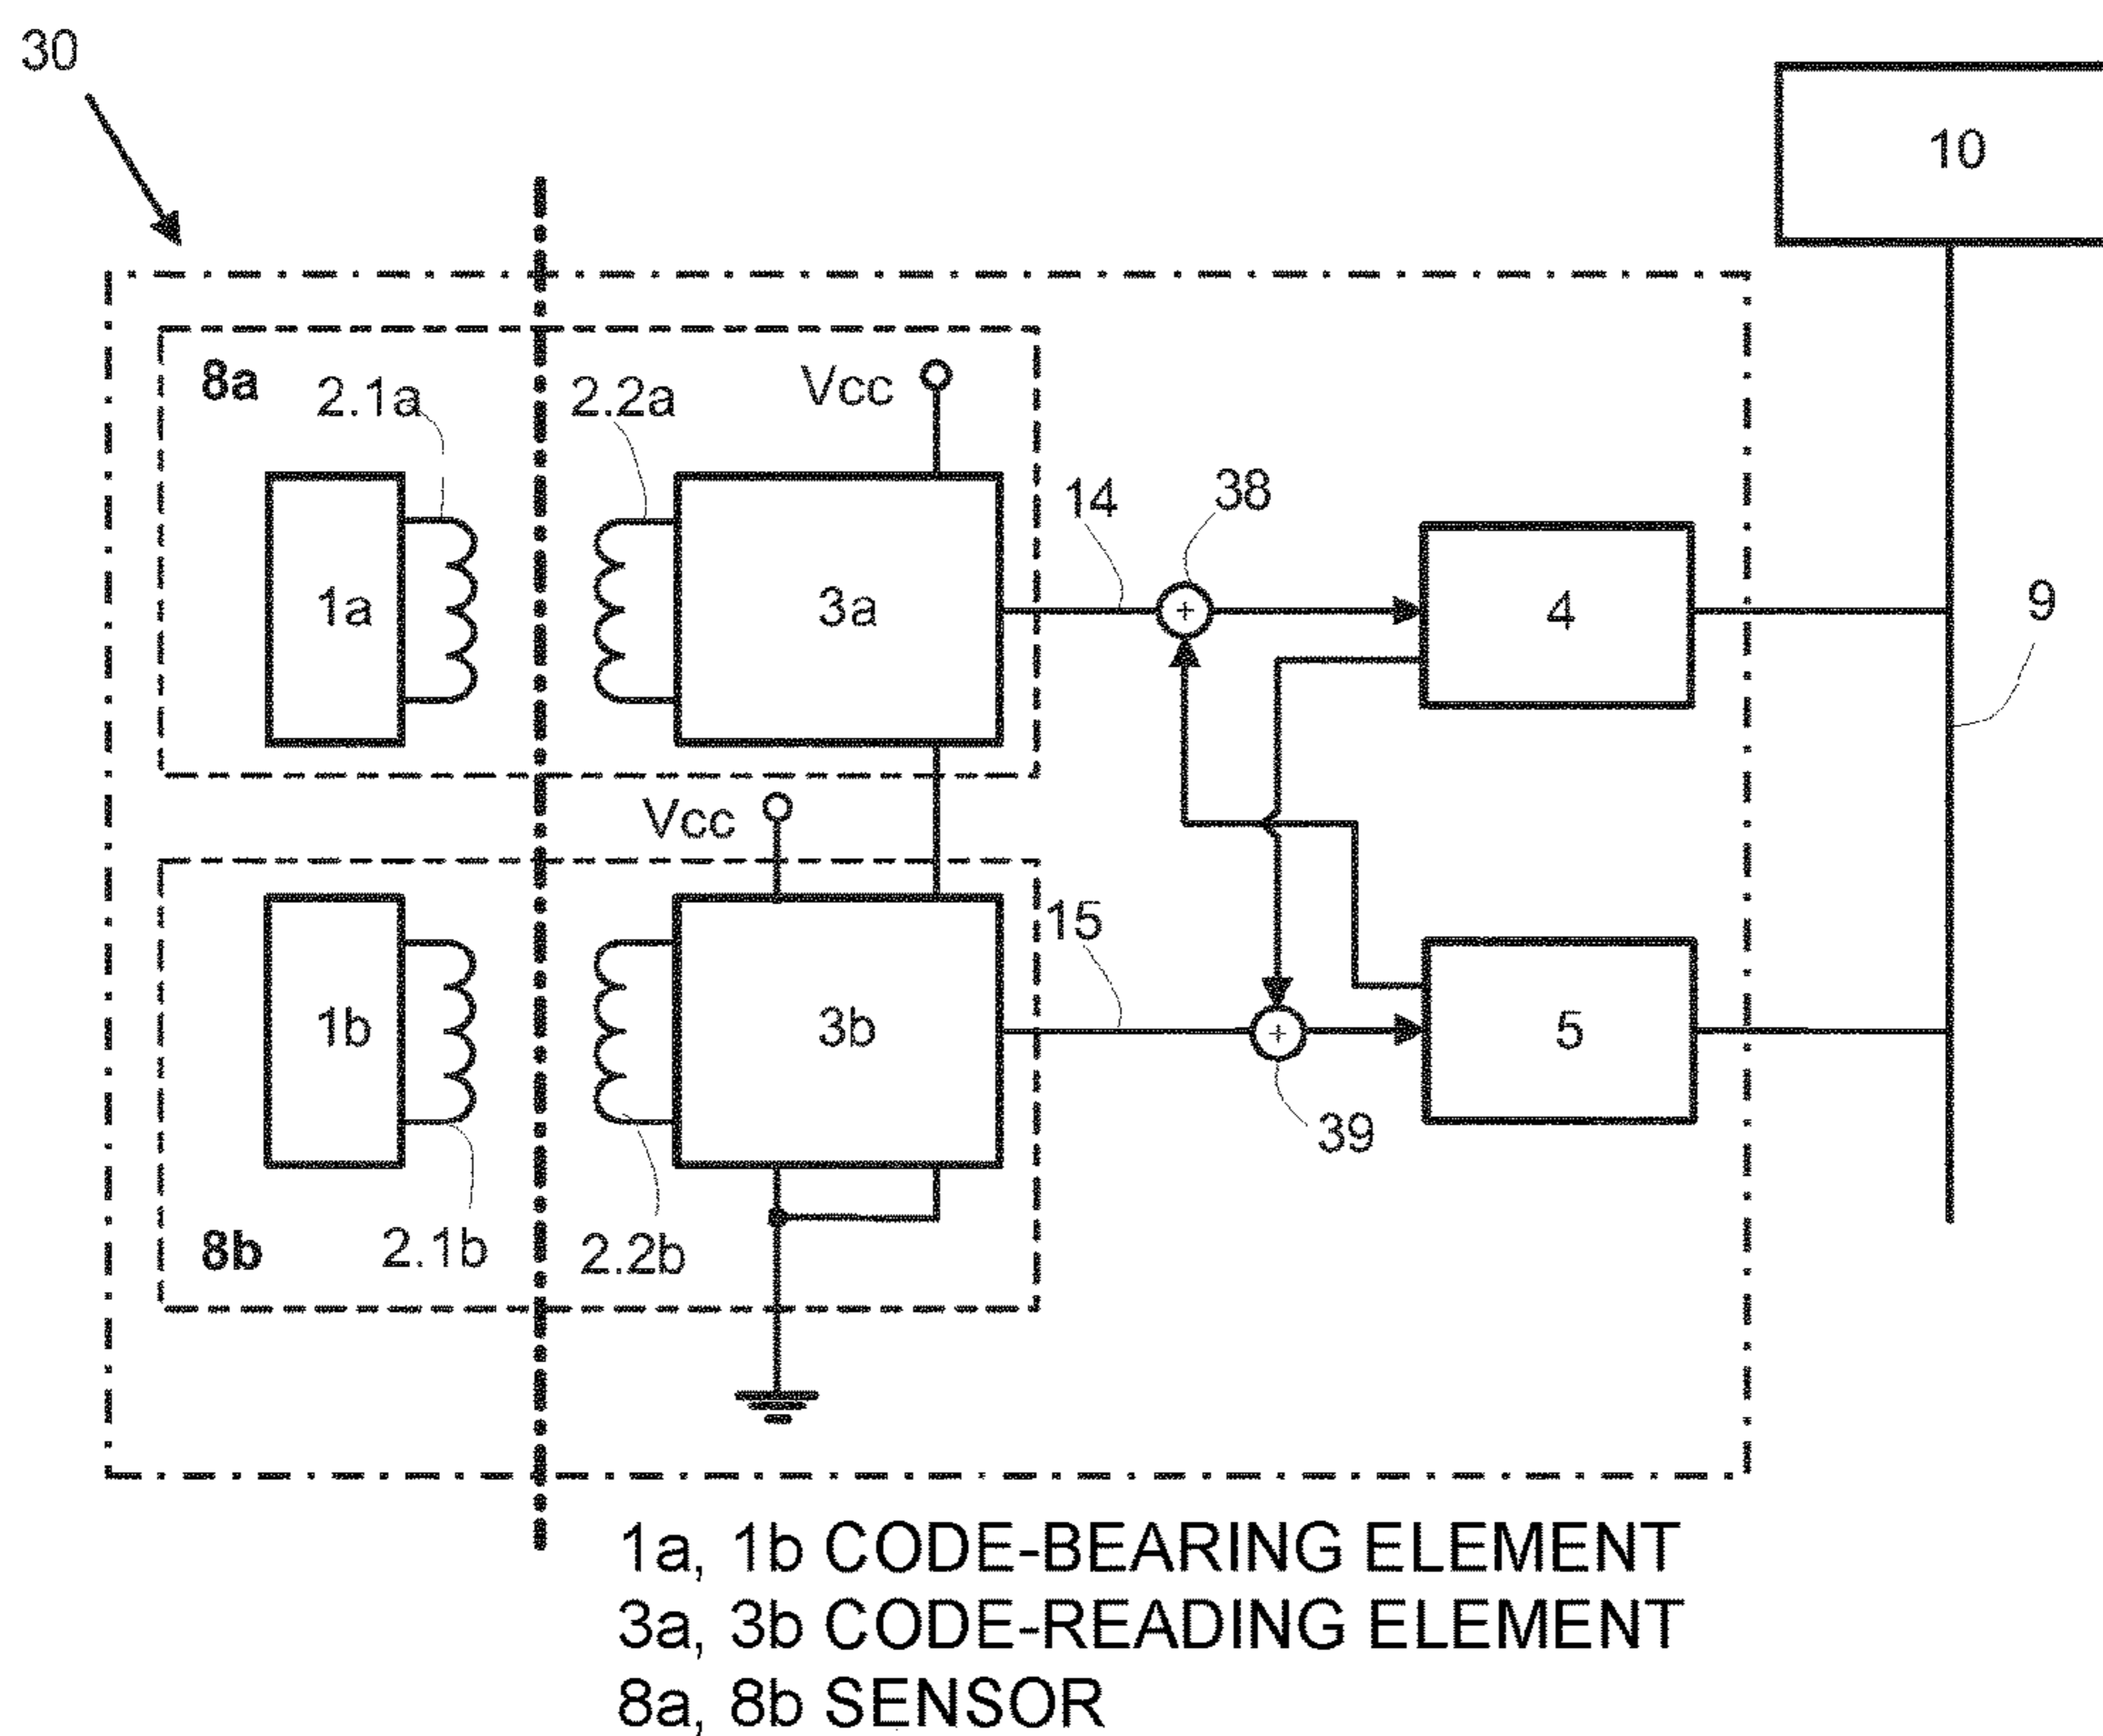 30
10
8a
2.1a
2.2a
Vcc
14
38
1a
3a
4
9
Vcc
15
1b
3b
5
39
8b
2.1b
2.2b
1a, 1b CODE-BEARING ELEMENT
3a, 3b CODE-READING ELEMENT
8a, 8b SENSOR